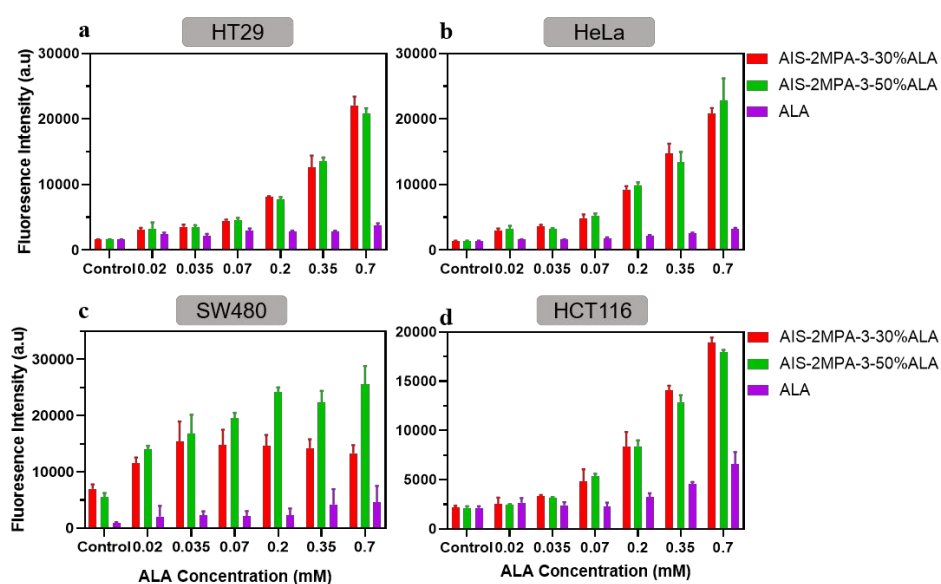 a HT29
Fluoresence Intensity (a.u)
30000
20000
10000
0
Control 0.02 0.035 0.07 0.2 0.35 0.7
b HeLa
30000
20000
10000
0
Control 0.02 0.035 0.07 0.2 0.35 0.7
AIS-2MPA-3-30%ALA
AIS-2MPA-3-50%ALA
ALA
c SW480
Fluoresence Intensity (a.u)
30000
20000
10000
0
Control 0.02 0.035 0.07 0.2 0.35 0.7
ALA Concentration (mM)
d HCT116
20000
15000
10000
5000
0
Control 0.02 0.035 0.07 0.2 0.35 0.7
ALA Concentration (mM)
AIS-2MPA-3-30%ALA
AIS-2MPA-3-50%ALA
ALA